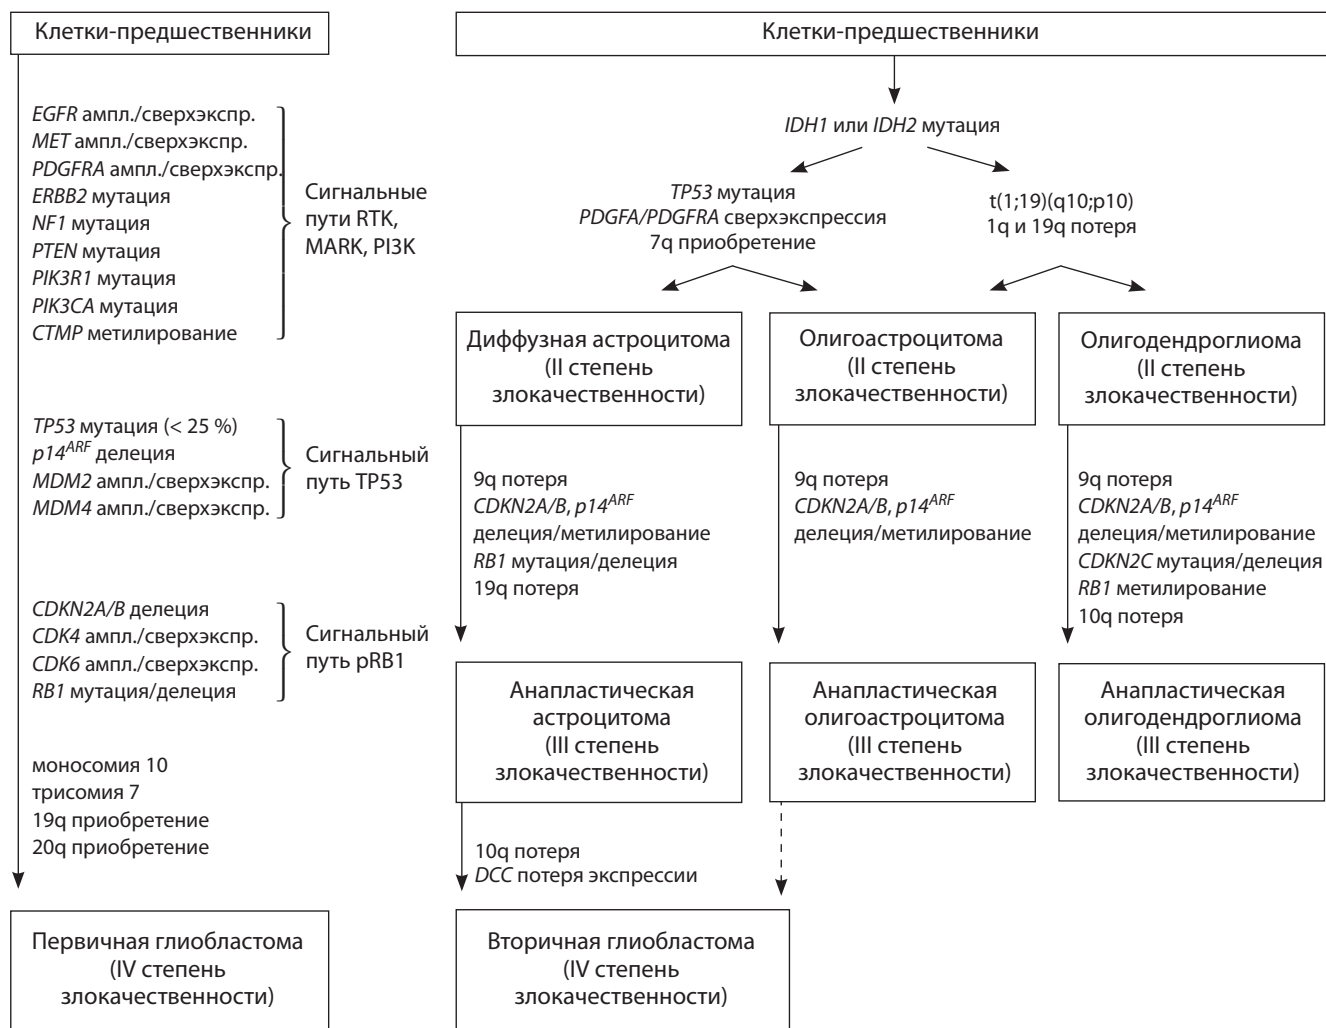 Клетки-предшественники
EGFR ампл./сверхэкспр.
MET ампл./сверхэкспр.
PDGFRA ампл./сверхэкспр.
ERBB2 мутация
NF1 мутация
PTEN мутация
PIK3R1 мутация
PIK3CA мутация
CTMP метилирование
Сигнальные
пути RTK,
MARK, PI3K
TP53 мутация (< 25 %)
p14ARF делеция
MDM2 ампл./сверхэкспр.
MDM4 ампл./сверхэкспр.
Сигнальный
путь TP53
CDKN2A/B делеция
CDK4 ампл./сверхэкспр.
CDK6 ампл./сверхэкспр.
RB1 мутация/делеция
Сигнальный
путь pRB1
моносомия 10
трисомия 7
19q приобретение
20q приобретение
Первичная глиобластома
(IV степень
злокачественности)
Клетки-предшественники
IDH1 или IDH2 мутация
TP53 мутация
PDGFA/PDGFRA сверхэкспрессия
7q приобретение
t(1;19)(q10;p10)
1q и 19q потеря
Диффузная астроцитома
(II степень
злокачественности)
Олигоастроцитома
(II степень
злокачественности)
Олигодендроглиома
(II степень
злокачественности)
9q потеря
CDKN2A/B, p14ARF
делеция/метилирование
RB1 мутация/делеция
19q потеря
9q потеря
CDKN2A/B, p14ARF
делеция/метилирование
9q потеря
CDKN2A/B, p14ARF
делеция/метилирование
CDKN2C мутация/делеция
RB1 метилирование
10q потеря
Анапластическая
астроцитома
(III степень
злокачественности)
Анапластическая
олигоастроцитома
(III степень
злокачественности)
Анапластическая
олигодендроглиома
(III степень
злокачественности)
10q потеря
DCC потеря экспрессии
Вторичная глиобластома
(IV степень
злокачественности)